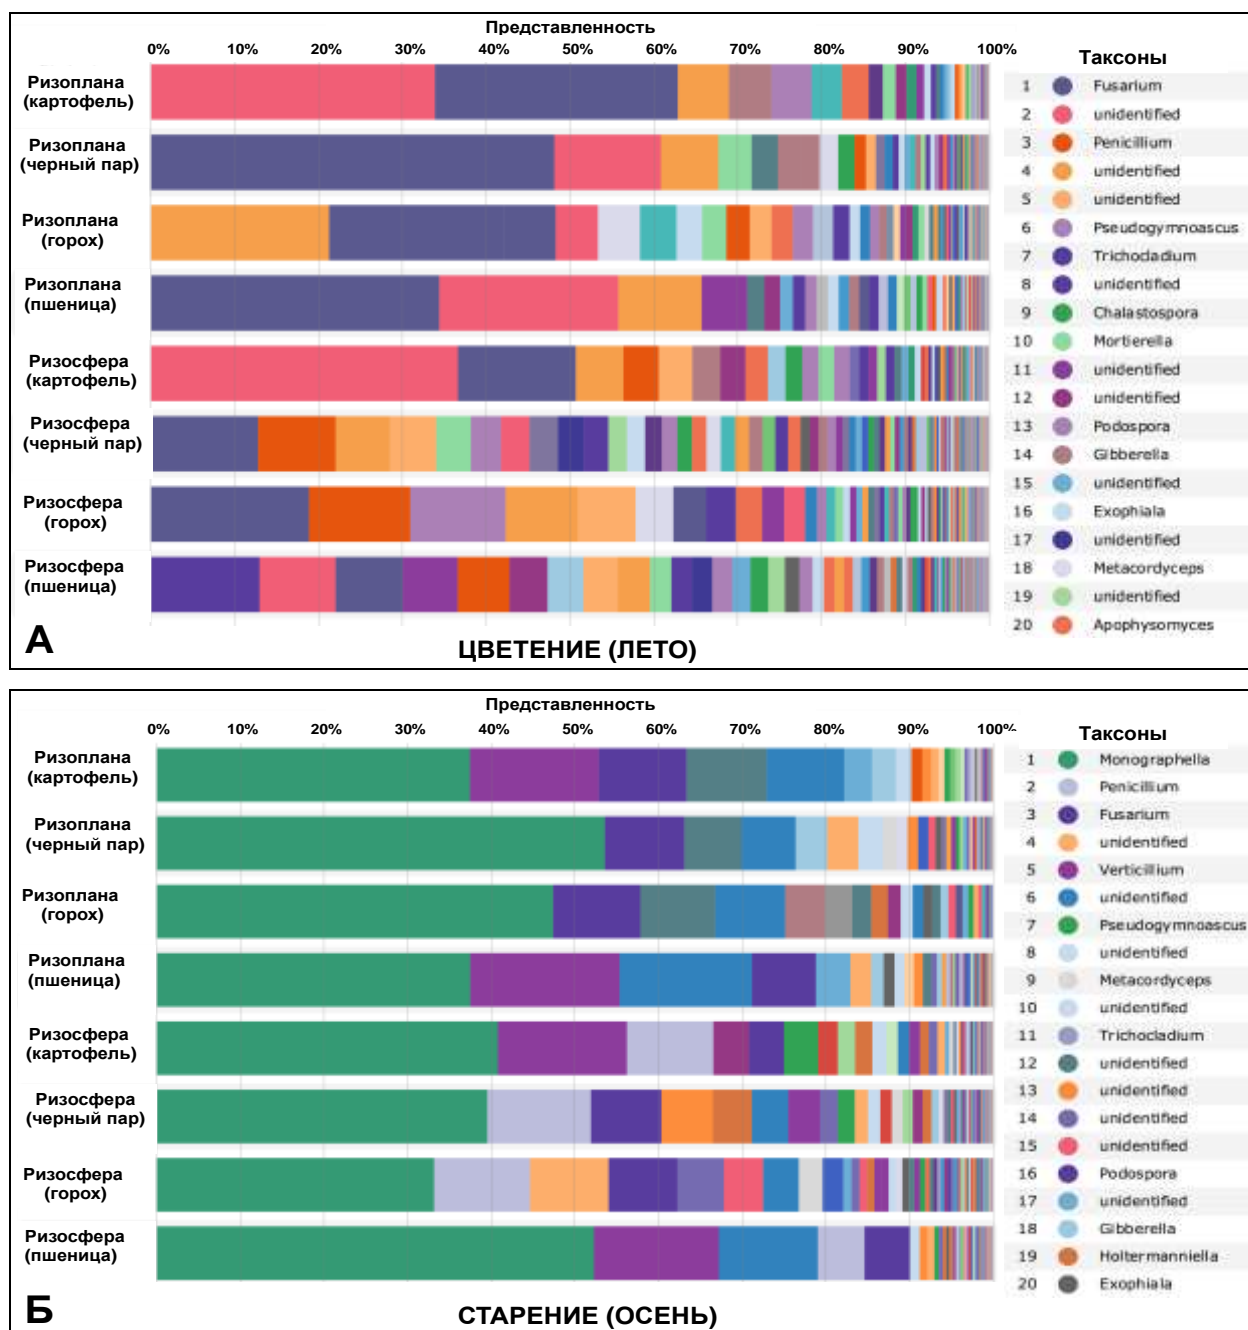 Представленность
0% 10% 20% 30% 40% 50% 60% 70% 80% 90% 100%
Таксоны
Ризоплана
(картофель)
Ризоплана
(черный пар)
Ризоплана
(горох)
Ризоплана
(пшеница)
Ризосфера
(картофель)
Ризосфера
(черный пар)
Ризосфера
(горох)
Ризосфера
(пшеница)
1 Fusarium
2 unidentified
3 Penicillium
4 unidentified
5 unidentified
6 Pseudogymnoascus
7 Trichocladium
8 unidentified
9 Chalastospora
10 Mortierella
11 unidentified
12 unidentified
13 Podospora
14 Gibberella
15 unidentified
16 Exophiala
17 unidentified
18 Metacordyceps
19 unidentified
20 Apophysomyces
А
ЦВЕТЕНИЕ (ЛЕТО)
Представленность
0% 10% 20% 30% 40% 50% 60% 70% 80% 90% 100%
Таксоны
Ризоплана
(картофель)
Ризоплана
(черный пар)
Ризоплана
(горох)
Ризоплана
(пшеница)
Ризосфера
(картофель)
Ризосфера
(черный пар)
Ризосфера
(горох)
Ризосфера
(пшеница)
1 Monographella
2 Penicillium
3 Fusarium
4 unidentified
5 Verticillium
6 unidentified
7 Pseudogymnoascus
8 unidentified
9 Metacordyceps
10 unidentified
11 Trichocladium
12 unidentified
13 unidentified
14 unidentified
15 unidentified
16 Podospora
17 unidentified
18 Gibberella
19 Holtermanniella
20 Exophiala
Б
СТАРЕНИЕ (ОСЕНЬ)